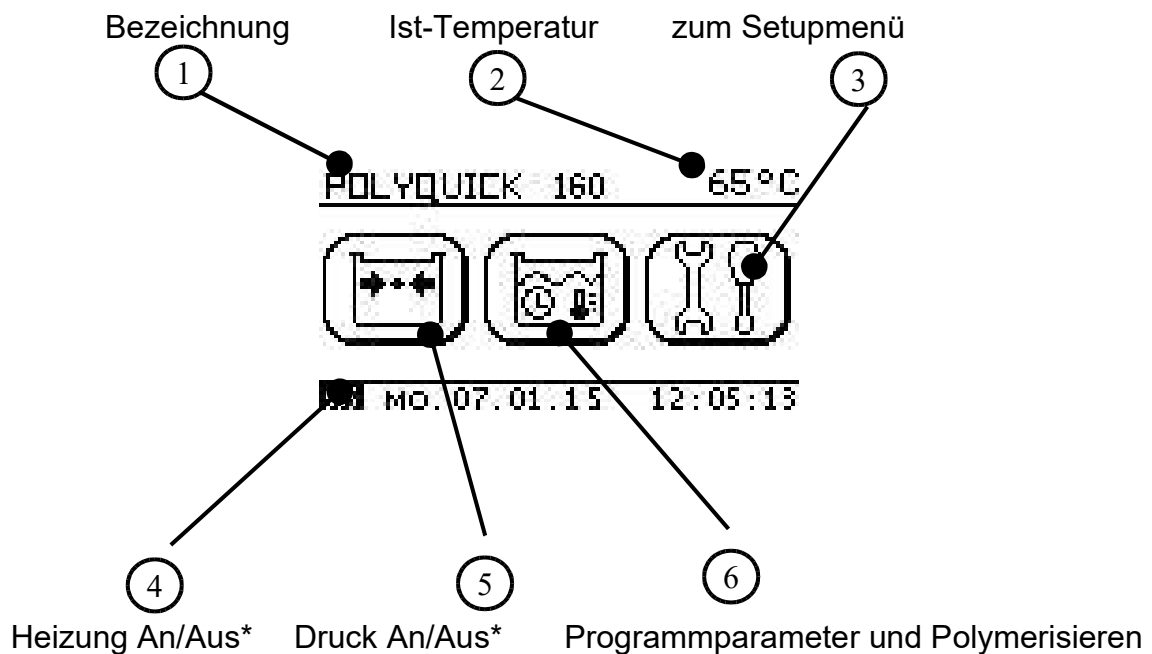 Bezeichnung Ist-Temperatur zum Setupmenü
1 2 3
POLYQUICK 160 65°C
MO.07.01.15 12:05:13
4 5 6
Heizung An/Aus* Druck An/Aus* Programmparameter und Polymerisieren